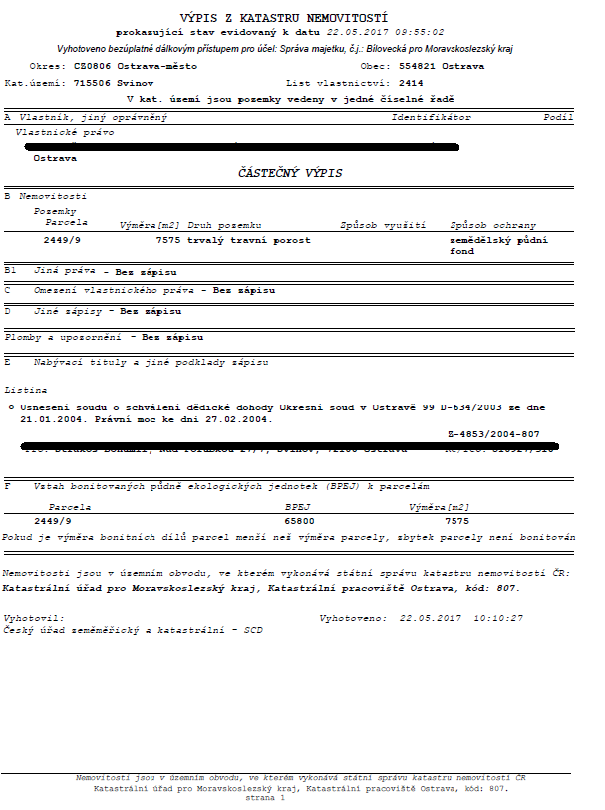 VÝPIS Z KATASTRU NEMOVITOSTÍ
prokazující stav evidovaný k datu 22.05.2017 09:55:02
Vyhotoveno bezúplatné dálkovým přístupem pro účel: Správa majetku, č.j.: Bílovecká pro Moravskoslezský kraj
Okres: CZ0806 Ostrava-město Obec: 554821 Ostrava
Kat.území: 715506 Svinov List vlastnictví: 2414
V kat. území jsou pozemky vedeny v jedné číselné řadě
A Vlastník, jiný oprávněný Identifikátor Podíl
Vlastnické právo
Ostrava
ČÁSTEČNÝ VÝPIS
B Nemovitosti
Pozemky
Parcela Výměra[m2] Druh pozemku Způsob využití Způsob ochrany
2449/9 7575 trvalý travní porost zemědělský půdní
fond
B1 Jiná práva - Bez zápisu
C Omezení vlastnického práva - Bez zápisu
D Jiné zápisy - Bez zápisu
Plomby a upozornění - Bez zápisu
E Nabývací tituly a jiné podklady zápisu
Listina
o Usnesení soudu o schválení dědické dohody Okresní soud v Ostravě 99 D-634/2003 ze dne
21.01.2004. Právní moc ke dni 27.02.2004.
Z-4853/2004-807
F Vztah bonitovaných půdně ekologických jednotek (BPEJ) k parcelám
Parcela BPEJ Výměra[m2]
2449/9 65800 7575
Pokud je výměra bonitních dílů parcel menší než výměra parcely, zbytek parcely není bonitován
Nemovitosti jsou v územním obvodu, ve kterém vykonává státní správu katastru nemovitostí ČR:
Katastrální úřad pro Moravskoslezský kraj, Katastrální pracoviště Ostrava, kód: 807.
Vyhotovil: Vyhotoveno: 22.05.2017 10:10:27
Český úřad zeměměřický a katastrální - SCD
Nemovitosti jsou v územním obvodu, ve kterém vykonává státní správu katastru nemovitostí ČR
Katastrální úřad pro Moravskoslezský kraj, Katastrální pracoviště Ostrava, kód: 807.
strana 1